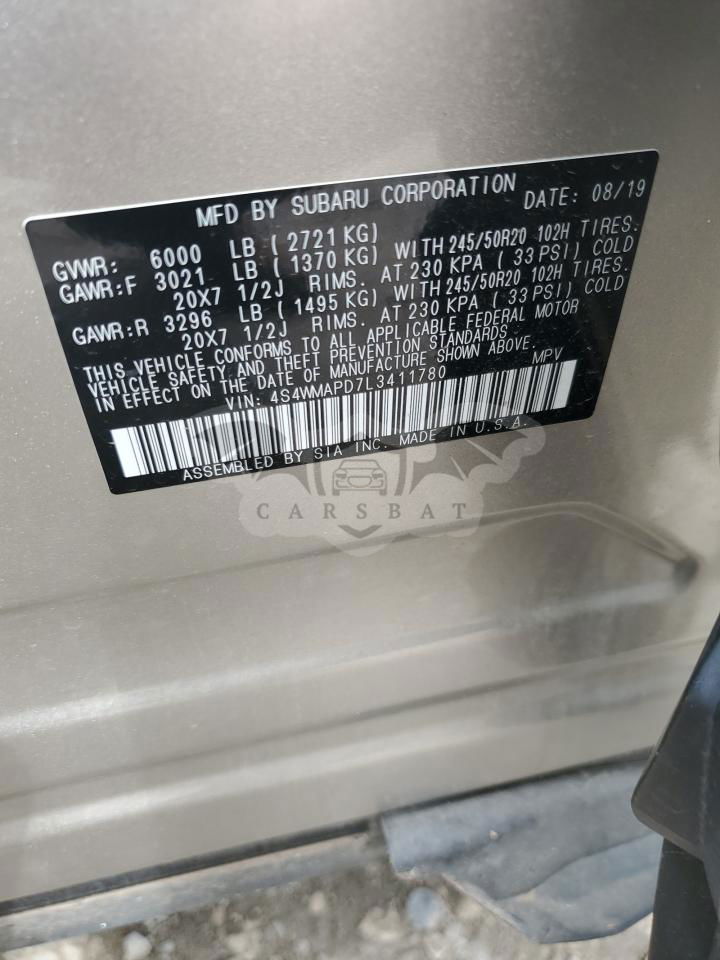 MFD BY SUBARU CORPORATION DATE: 08/19
GVWR: 6000 LB ( 2721 KG)
GAWR:F 3021 LB ( 1370 KG) WITH 245/50R20 102H TIRES.
20X7 1/2J RIMS. AT 230 KPA ( 33 PSI) COLD
GAWR:R 3296 LB ( 1495 KG) WITH 245/50R20 102H TIRES.
20X7 1/2J RIMS. AT 230 KPA ( 33 PSI) COLD
THIS VEHICLE CONFORMS TO ALL APPLICABLE FEDERAL MOTOR
VEHICLE SAFETY AND THEFT PREVENTION STANDARDS
IN EFFECT ON THE DATE OF MANUFACTURE SHOWN ABOVE.
VIN: 4S4WMAPD7L3411780 MPV
ASSEMBLED BY SIA INC. MADE IN U.S.A.
CARSBAT